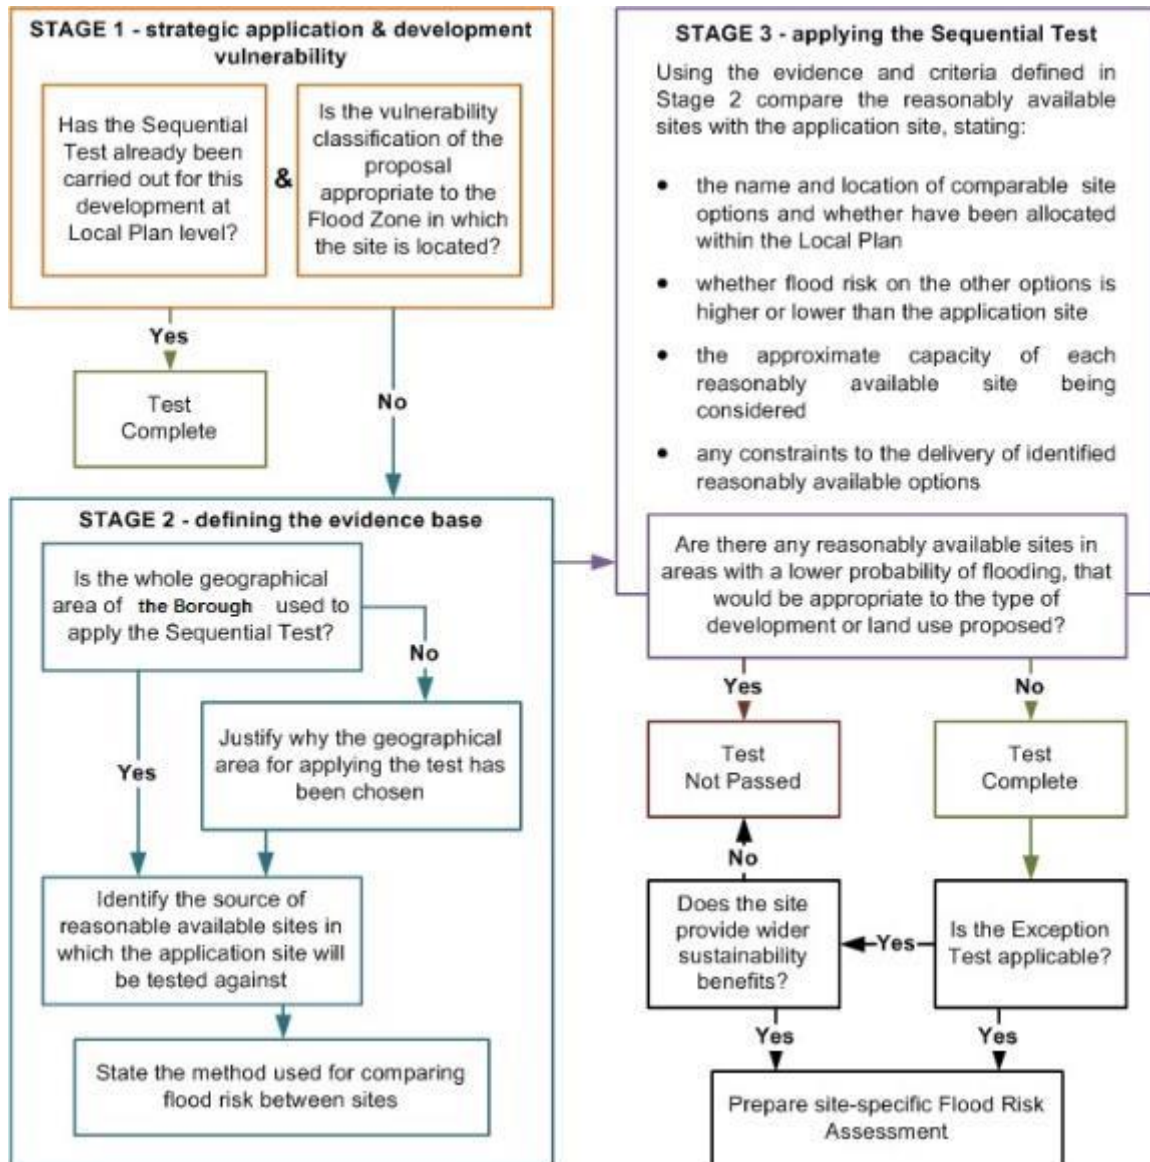 STAGE 1 - strategic application & development
vulnerability
Has the Sequential
Test already been
carried out for this
development at
Local Plan level?
&
Is the vulnerability
classification of the
proposal
appropriate to the
Flood Zone in which
the site is located?
Yes
No
Test
Complete
STAGE 2 - defining the evidence base
Is the whole geographical
area of the Borough used to
apply the Sequential Test?
No
Yes
Justify why the geographical
area for applying the test has
been chosen
Identify the source of
reasonable available sites in
which the application site will
be tested against
State the method used for comparing
flood risk between sites
STAGE 3 - applying the Sequential Test
Using the evidence and criteria defined in
Stage 2 compare the reasonably available
sites with the application site, stating:
• the name and location of comparable site
options and whether have been allocated
within the Local Plan
• whether flood risk on the other options is
higher or lower than the application site
• the approximate capacity of each
reasonably available site being
considered
• any constraints to the delivery of identified
reasonably available options
Are there any reasonably available sites in
areas with a lower probability of flooding, that
would be appropriate to the type of
development or land use proposed?
Yes
No
Test
Not Passed
Test
Complete
No
Does the site
provide wider
sustainability
benefits?
Yes
Is the Exception
Test applicable?
Yes
Yes
Prepare site-specific Flood Risk
Assessment